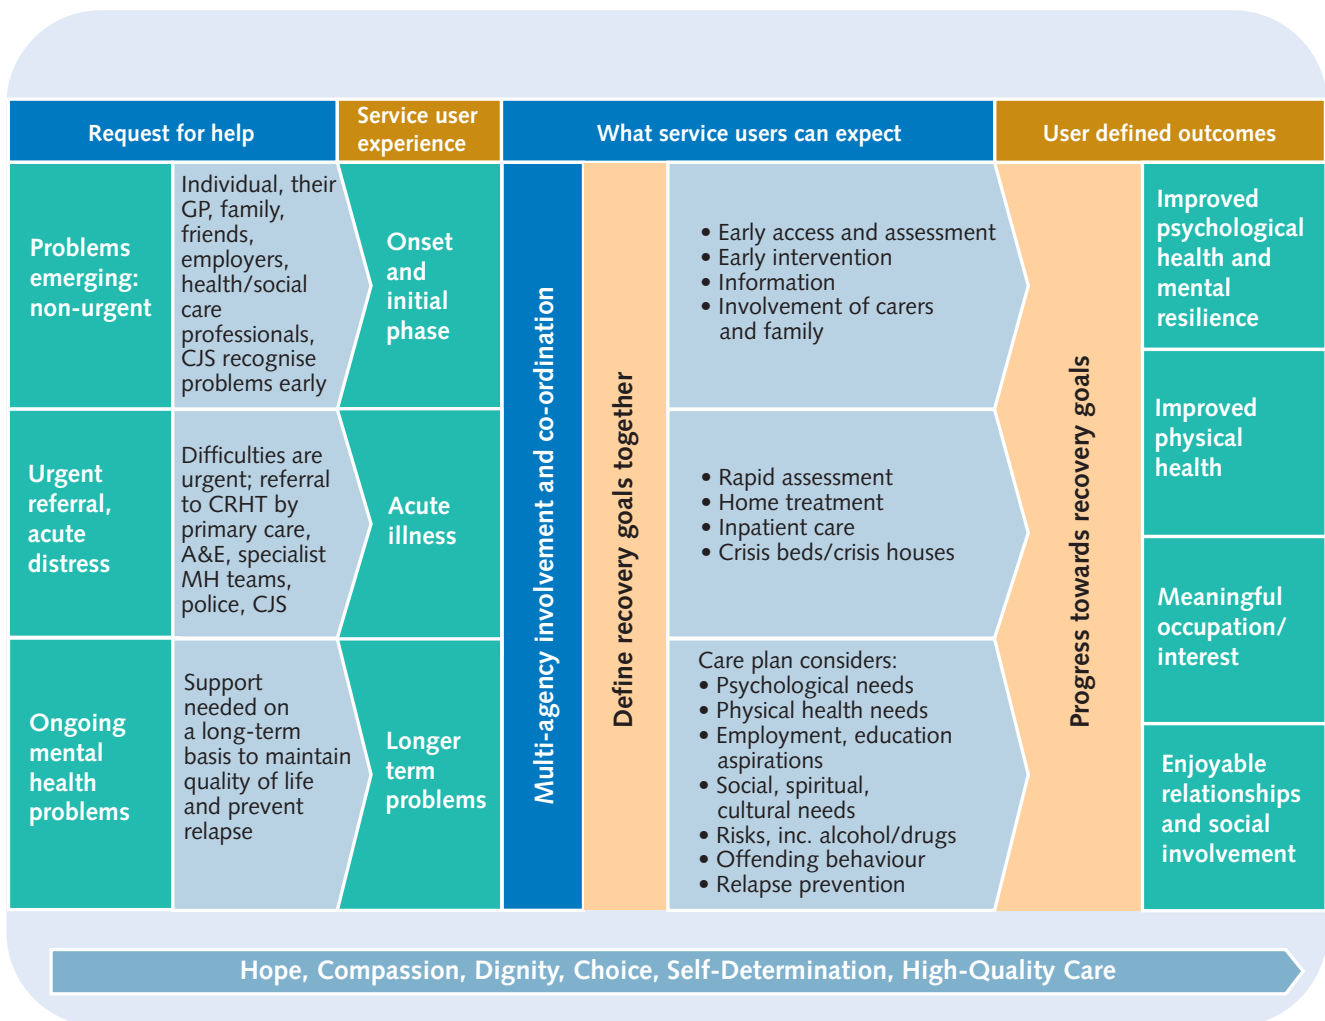 Request for help
Service user
experience
What service users can expect
User defined outcomes
Problems
emerging:
non-urgent
Individual, their
GP, family,
friends,
employers,
health/social
care
professionals,
CJS recognise
problems early
Onset
and
initial
phase
Urgent
referral,
acute
distress
Difficulties are
urgent; referral
to CRHT by
primary care,
A&E, specialist
MH teams,
police, CJS
Acute
illness
Ongoing
mental
health
problems
Support
needed on
a long-term
basis to maintain
quality of life
and prevent
relapse
Longer
term
problems
Multi-agency involvement and co-ordination
Define recovery goals together
• Early access and assessment
• Early intervention
• Information
• Involvement of carers
and family
• Rapid assessment
• Home treatment
• Inpatient care
• Crisis beds/crisis houses
Care plan considers:
• Psychological needs
• Physical health needs
• Employment, education
aspirations
• Social, spiritual,
cultural needs
• Risks, inc. alcohol/drugs
• Offending behaviour
• Relapse prevention
Progress towards recovery goals
Improved
psychological
health and
mental
resilience
Improved
physical
health
Meaningful
occupation/
interest
Enjoyable
relationships
and social
involvement
Hope, Compassion, Dignity, Choice, Self-Determination, High-Quality Care